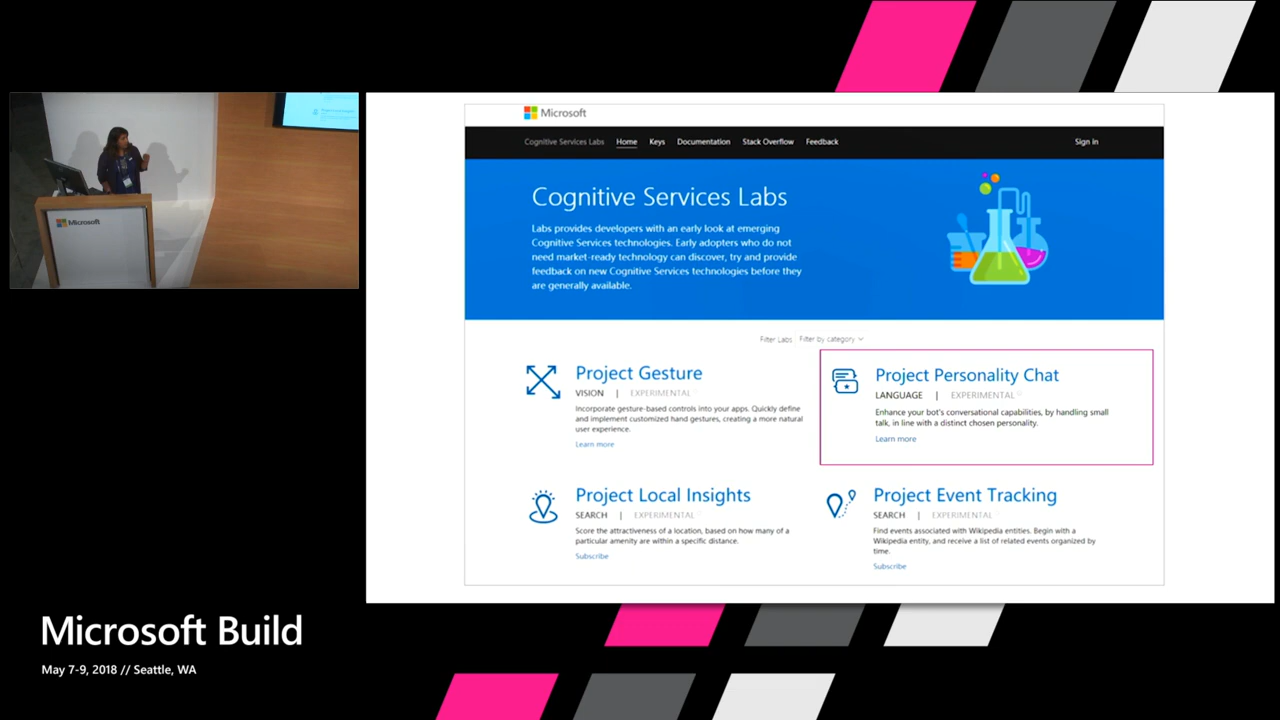 Microsoft
Microsoft
Cognitive Services Labs Home Keys Documentation Stack Overflow Feedback Sign In
Cognitive Services Labs
Labs provides developers with an early look at emerging
Cognitive Services technologies. Early adopters who do not
need market-ready technology can discover, try and provide
feedback on new Cognitive Services technologies before they
are generally available.
Filter Labs Filter by category
Project Gesture
VISION | EXPERIMENTAL
Incorporate gesture-based controls into your apps. Quickly define
and implement customized hand gestures, creating a more natural
user experience.
Learn more
Project Personality Chat
LANGUAGE | EXPERIMENTAL
Enhance your bot's conversational capabilities, by handling small
talk, in line with a distinct chosen personality.
Learn more
Project Local Insights
SEARCH | EXPERIMENTAL
Score the attractiveness of a location, based on how many of a
particular amenity are within a specific distance.
Subscribe
Project Event Tracking
SEARCH | EXPERIMENTAL
Find events associated with Wikipedia entities. Begin with a
Wikipedia entity, and receive a list of related events organized by
time.
Subscribe
Microsoft Build
May 7-9, 2018 // Seattle, WA